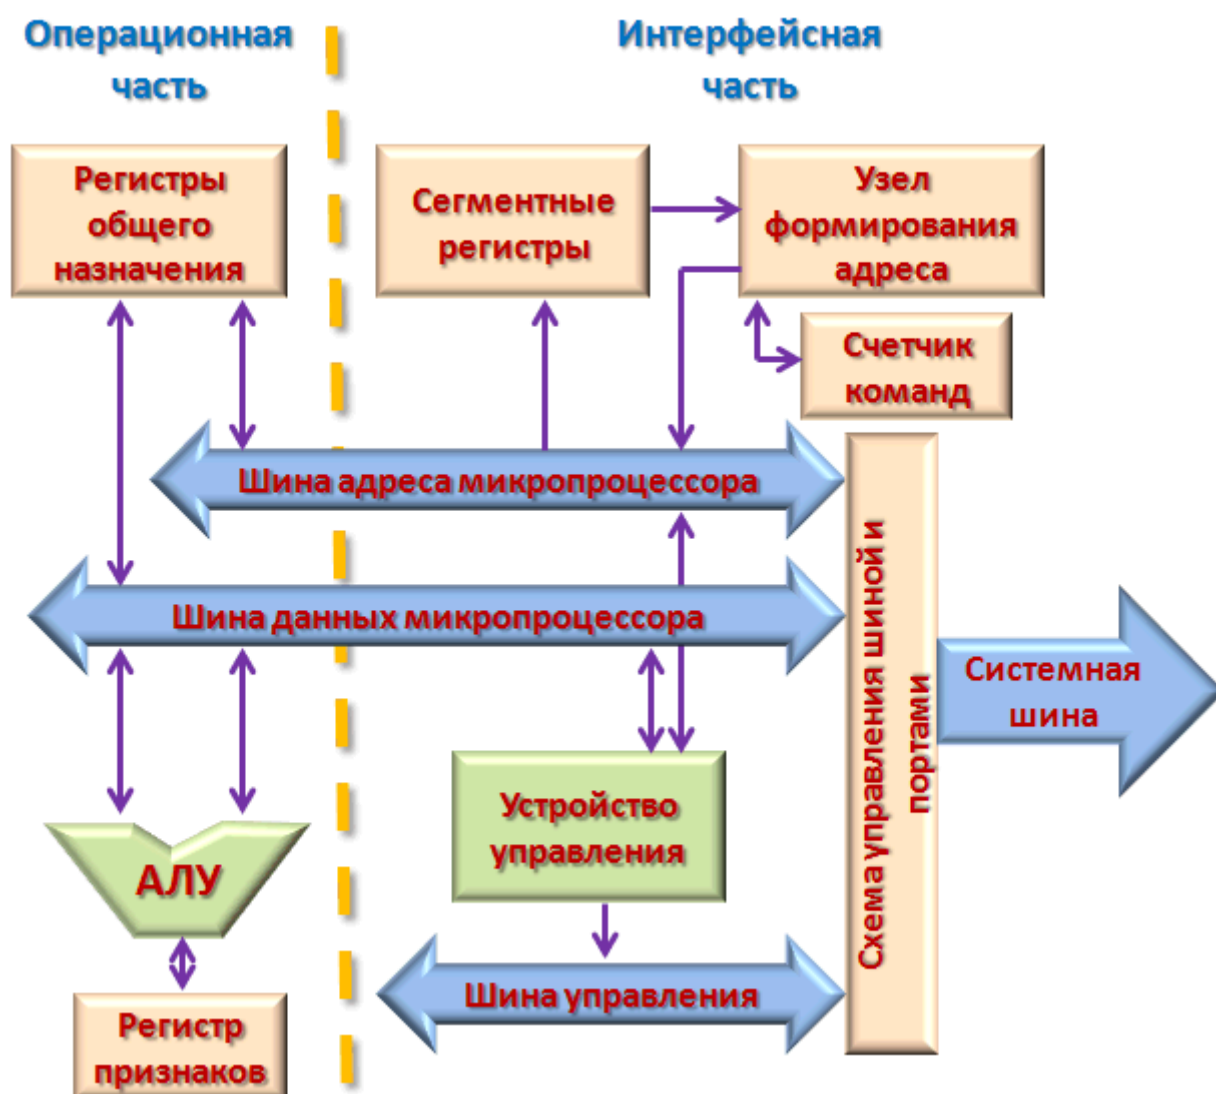 Операционная
часть
Интерфейсная
часть
Регистры
общего
назначения
Сегментные
регистры
Узел
формирования
адреса
Счетчик
команд
Шина адреса микропроцессора
Шина данных микропроцессора
Схема управления шиной и
портами
Системная
шина
Устройство
управления
АЛУ
Шина управления
Регистр
признаков